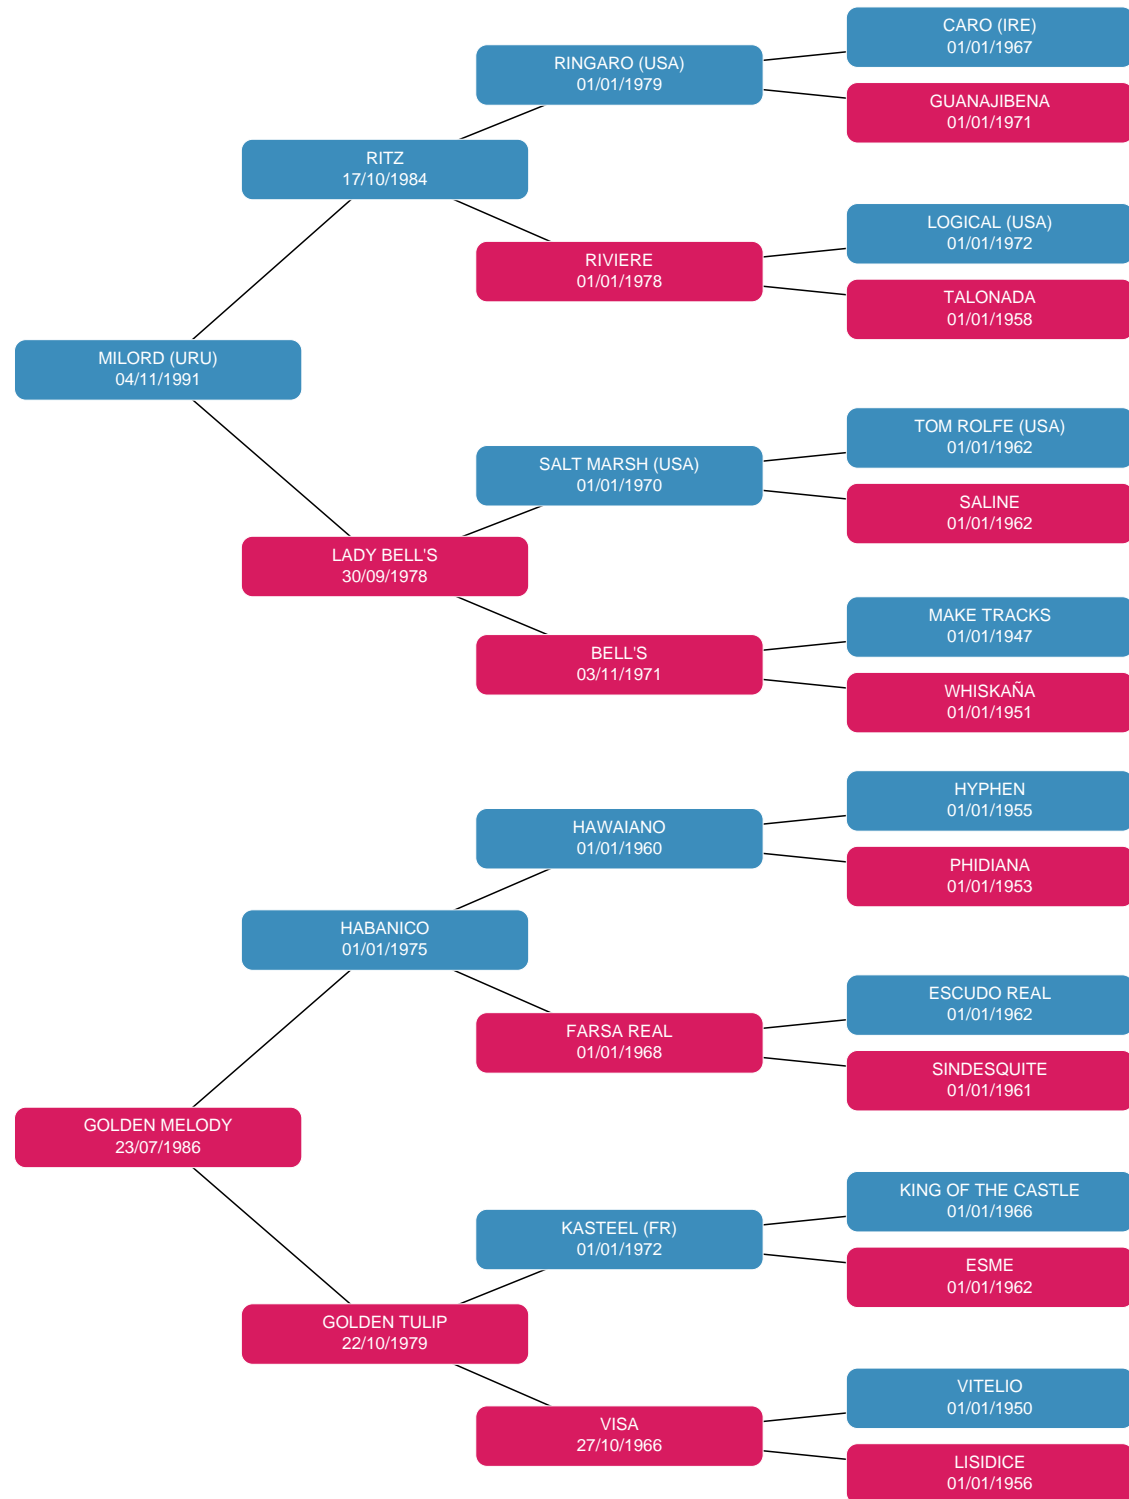 CARO (IRE)
01/01/1967
RINGARO (USA)
01/01/1979
GUANAJIBENA
01/01/1971
RITZ
17/10/1984
LOGICAL (USA)
01/01/1972
RIVIERE
01/01/1978
TALONADA
01/01/1958
MILORD (URU)
04/11/1991
TOM ROLFE (USA)
01/01/1962
SALT MARSH (USA)
01/01/1970
SALINE
01/01/1962
LADY BELL'S
30/09/1978
MAKE TRACKS
01/01/1947
BELL'S
03/11/1971
WHISKAÑA
01/01/1951
HYPHEN
01/01/1955
HAWAIANO
01/01/1960
PHIDIANA
01/01/1953
HABANICO
01/01/1975
ESCUDO REAL
01/01/1962
FARSA REAL
01/01/1968
SINDESQUITE
01/01/1961
GOLDEN MELODY
23/07/1986
KING OF THE CASTLE
01/01/1966
KASTEEL (FR)
01/01/1972
ESME
01/01/1962
GOLDEN TULIP
22/10/1979
VITELIO
01/01/1950
VISA
27/10/1966
LISIDICE
01/01/1956